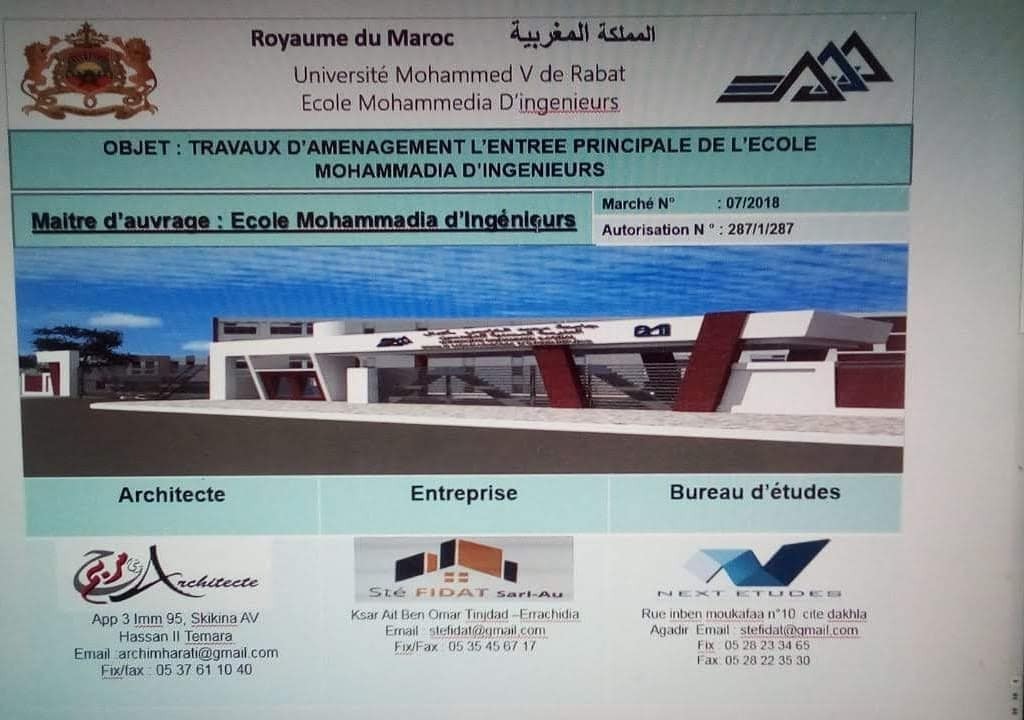 Royaume du Maroc المملكة المغربية
Université Mohammed V de Rabat
Ecole Mohammedia D'ingenieurs
OBJET : TRAVAUX D'AMENAGEMENT L'ENTREE PRINCIPALE DE L'ECOLE
MOHAMMADIA D'INGENIEURS
Maitre d'auvrage : Ecole Mohammadia d'Ingénieurs
Marché N° : 07/2018
Autorisation N ° : 287/1/287
Architecte
Entreprise
Bureau d'études
Architecte
App 3 Imm 95, Skikina AV
Hassan II Temara
Email :archimharati@gmail.com
Fix/fax : 05 37 61 10 40
Sté FIDAT Sarl-Au
Ksar Ait Ben Omar Tinjdad –Errachidia
Email : stefidat@gmail.com
Fix/Fax : 05 35 45 67 17
NEXT ETUDES
Rue inben moukafaa n°10 cite dakhla
Agadir Email : stefidat@gmail.com
Fix : 05 28 23 34 65
Fax: 05 28 22 35 30